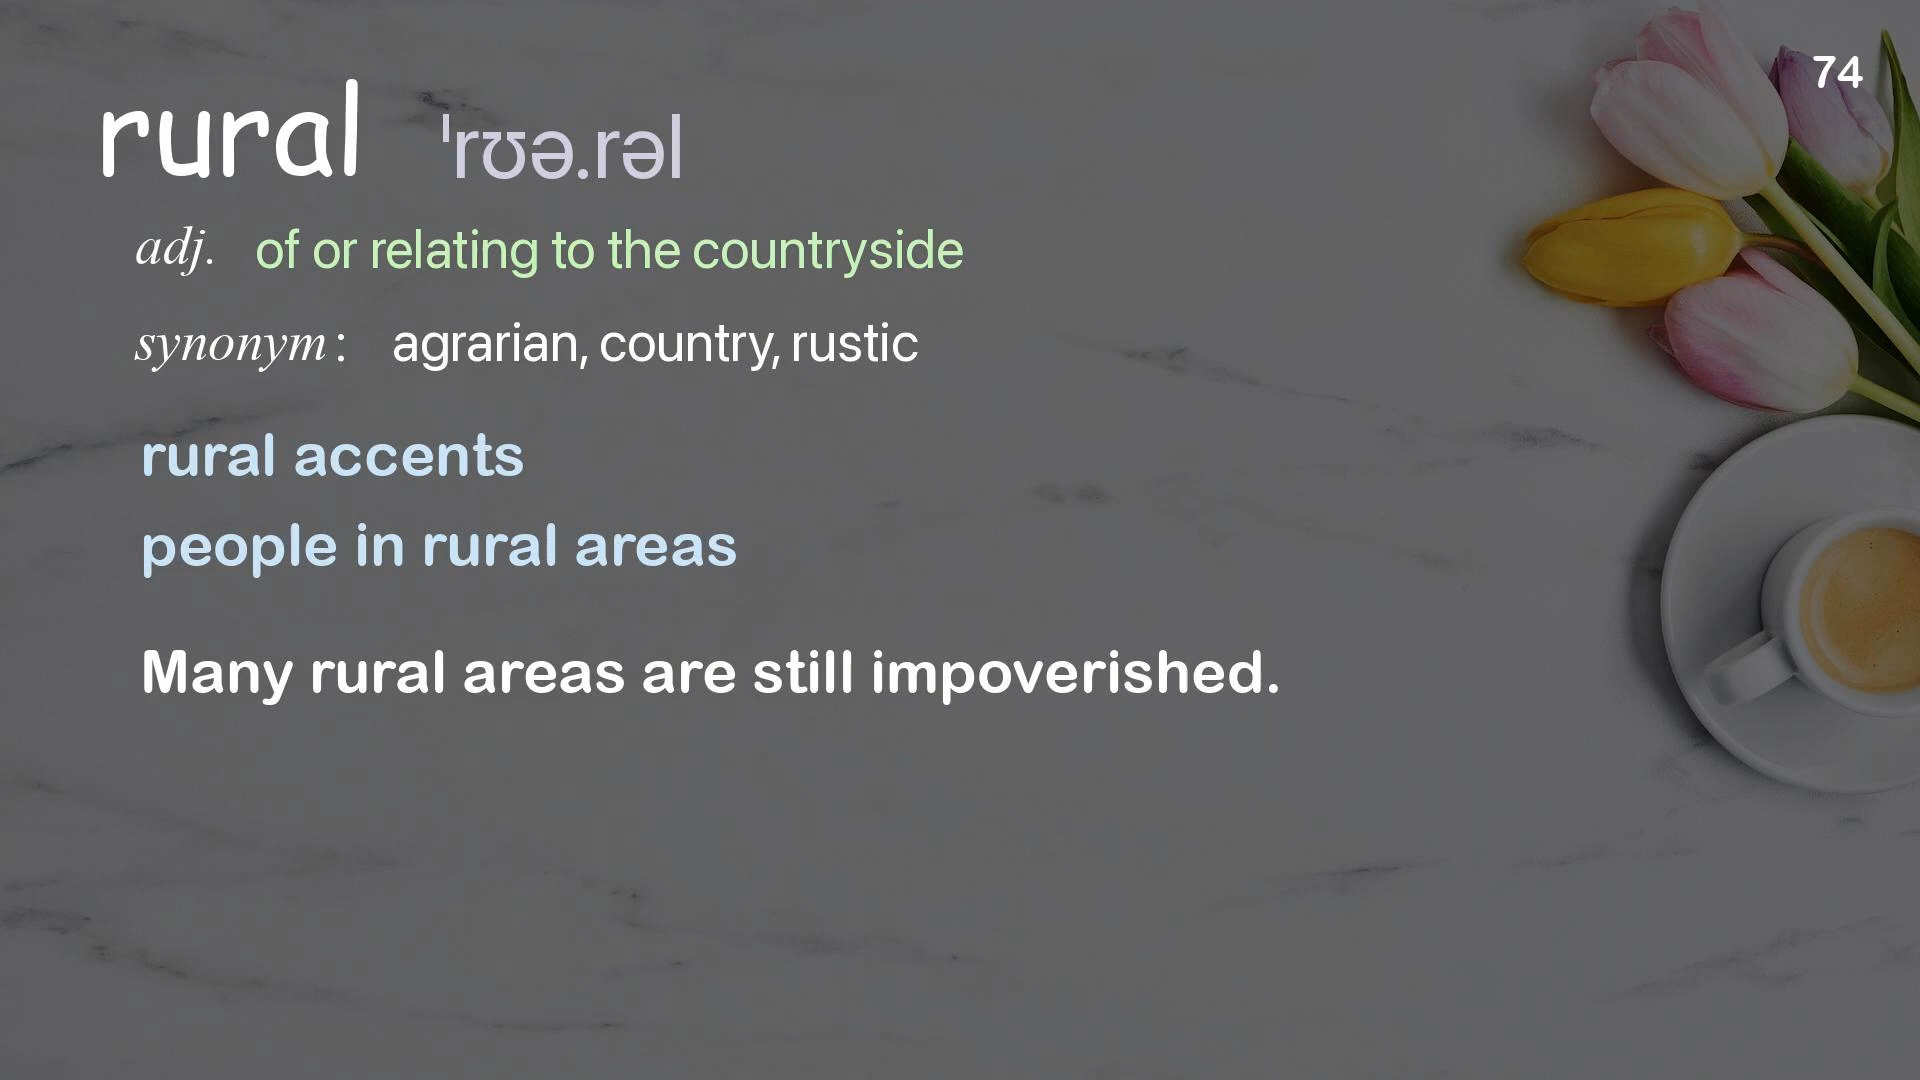 74
rural ˈrʊə.rəl
adj. of or relating to the countryside
synonym: agrarian, country, rustic
rural accents
people in rural areas
Many rural areas are still impoverished.